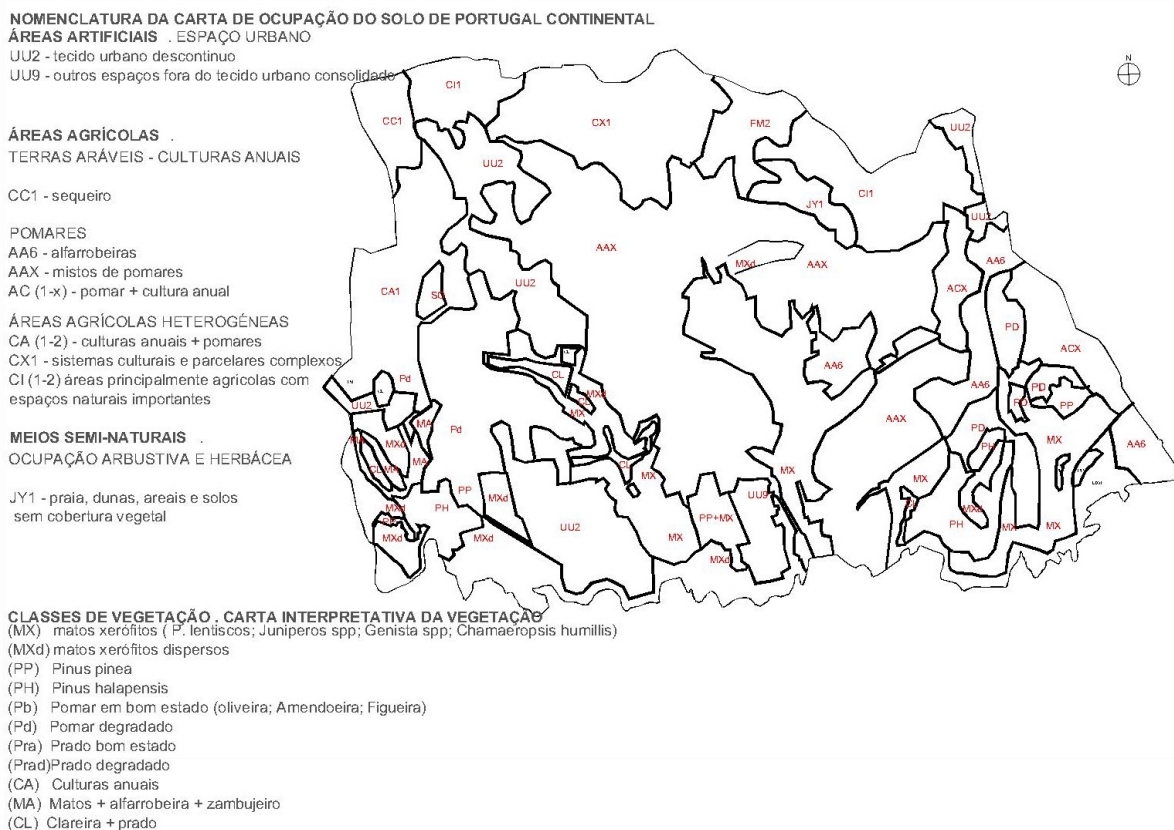 NOMENCLATURA DA CARTA DE OCUPAÇÃO DO SOLO DE PORTUGAL CONTINENTAL
ÁREAS ARTIFICIAIS . ESPAÇO URBANO
UU2 - tecido urbano descontinuo
UU9 - outros espaços fora do tecido urbano consolidado
ÁREAS AGRÍCOLAS .
TERRAS ARÁVEIS - CULTURAS ANUAIS
CC1 - sequeiro
POMARES
AA6 - alfarrobeiras
AAX - mistos de pomares
AC (1-x) - pomar + cultura anual
ÁREAS AGRÍCOLAS HETEROGÉNEAS
CA (1-2) - culturas anuais + pomares
CX1 - sistemas culturais e parcelares complexos
CI (1-2) áreas principalmente agrícolas com
espaços naturais importantes
MEIOS SEMI-NATURAIS .
OCUPAÇÃO ARBUSTIVA E HERBÁCEA
JY1 - praia, dunas, areais e solos
sem cobertura vegetal
N
CI1
CC1
CX1
FM2
UU2
UU2
CI1
JY1
UU2
AAX
MXd
AAX
AA6
CA1
SO
UU2
ACX
PD
ACX
Pd
CL
AA6
AA6
PD
PP
UU2
MXd
CL
MX
MA
Pd
AAX
PD
MX
AA6
MA
MXd
PH
CL
MA
MA
CL
MX
MX
MX
PP
MXd
UU9
MXd
PH
UU2
PP+MX
MXd
PH
MX
MX
MXd
MXd
MX
MXd
CLASSES DE VEGETAÇÃO . CARTA INTERPRETATIVA DA VEGETAÇÃO
(MX) matos xerófitos ( P. lentiscos; Juniperos spp; Genista spp; Chamaeropsis humillis)
(MXd) matos xerófitos dispersos
(PP) Pinus pinea
(PH) Pinus halapensis
(Pb) Pomar em bom estado (oliveira; Amendoeira; Figueira)
(Pd) Pomar degradado
(Pra) Prado bom estado
(Prad)Prado degradado
(CA) Culturas anuais
(MA) Matos + alfarrobeira + zambujeiro
(CL) Clareira + prado